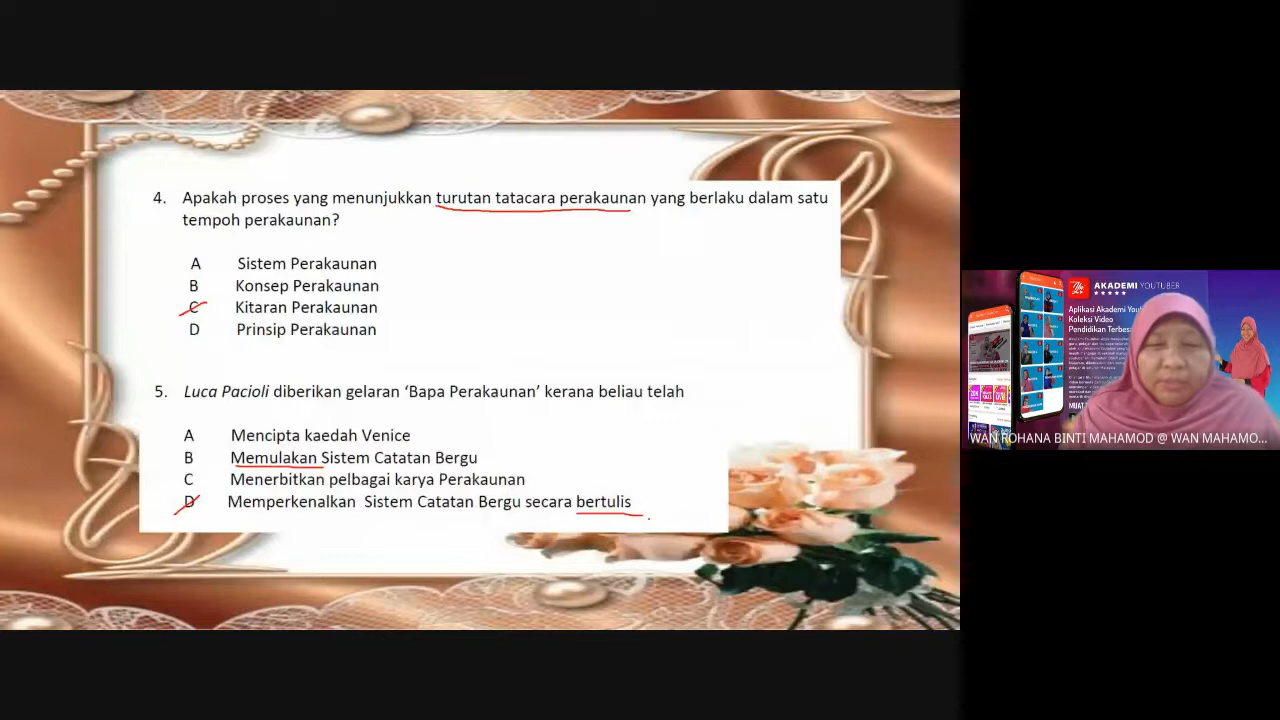 4. Apakah proses yang menunjukkan turutan tatacara perakaunan yang berlaku dalam satu
tempoh perakaunan?
A Sistem Perakaunan
B Konsep Perakaunan
C Kitaran Perakaunan
D Prinsip Perakaunan
5. Luca Pacioli diberikan gelaran ‘Bapa Perakaunan’ kerana beliau telah
A Mencipta kaedah Venice
B Memulakan Sistem Catatan Bergu
C Menerbitkan pelbagai karya Perakaunan
D Memperkenalkan Sistem Catatan Bergu secara bertulis
AKADEMI YOUTUBER
Aplikasi Akademi
Koleksi Video
Pendidikan
WAN ROHANA BINTI MAHAMOD @ WAN MAHAMO...